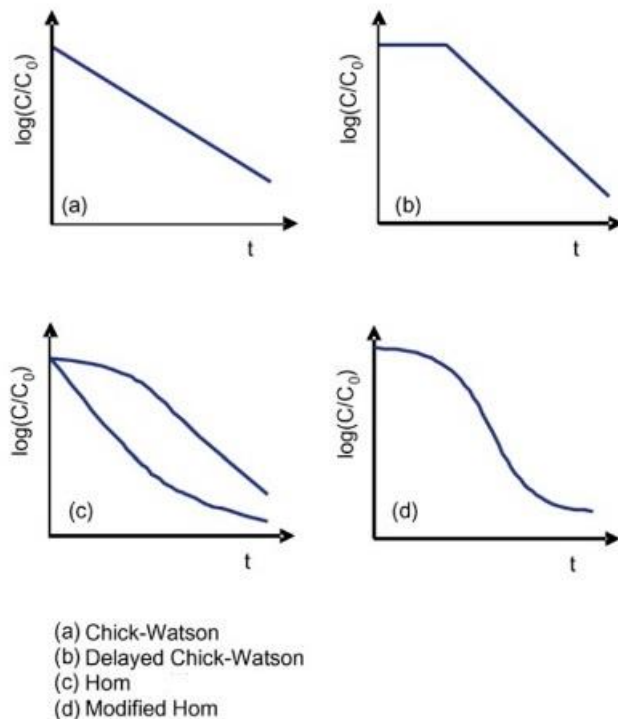 log(C/C₀)
(a)
t
log(C/C₀)
(b)
t
log(C/C₀)
(c)
t
log(C/C₀)
(d)
t
(a) Chick-Watson
(b) Delayed Chick-Watson
(c) Hom
(d) Modified Hom